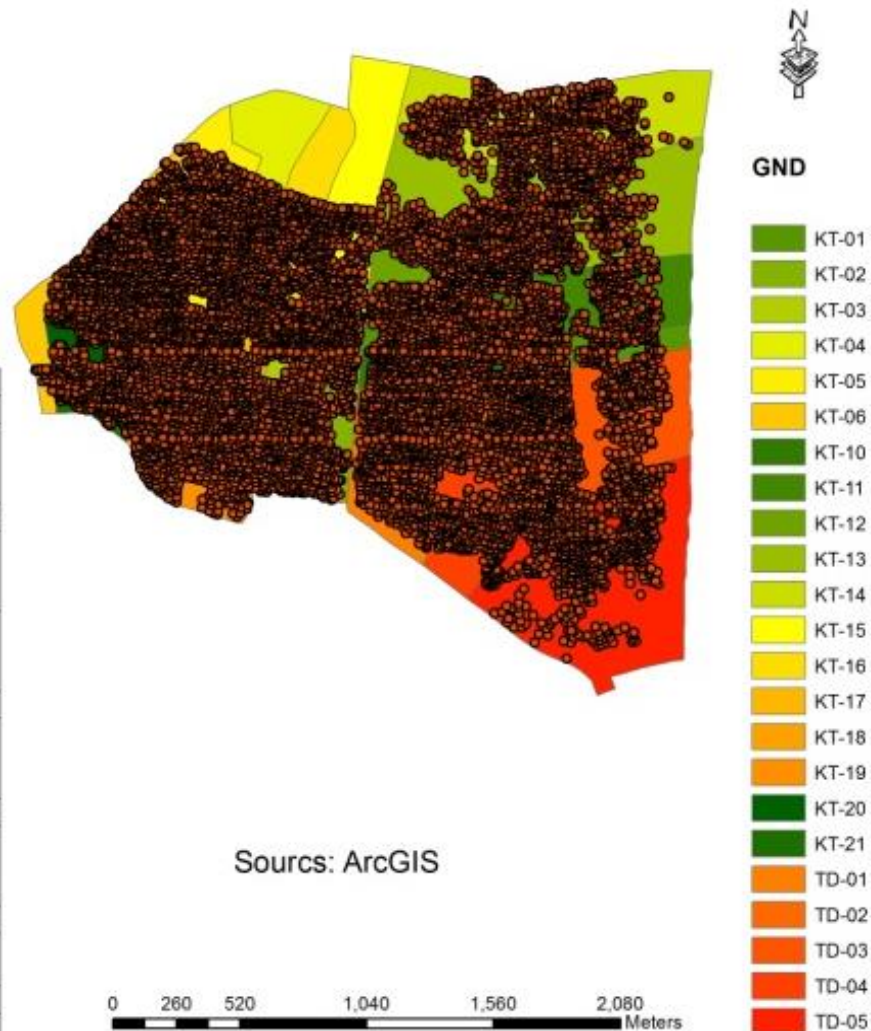 N
GND
KT-01
KT-02
KT-03
KT-04
KT-05
KT-06
KT-10
KT-11
KT-12
KT-13
KT-14
KT-15
KT-16
KT-17
KT-18
KT-19
KT-20
KT-21
TD-01
TD-02
TD-03
TD-04
TD-05
Sourcs: ArcGIS
0 260 520 1,040 1,560 2,080
Meters